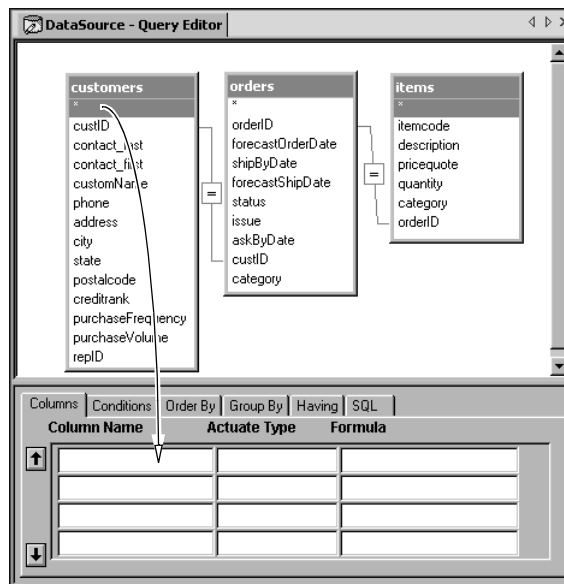 DataSource - Query Editor
customers
*
custID
contact_last
contact_first
customName
phone
address
city
state
postalcode
creditrank
purchaseFrequency
purchaseVolume
repID
orders
*
orderID
forecastOrderDate
shipByDate
forecastShipDate
status
issue
askByDate
custID
category
items
*
itemcode
description
pricequote
quantity
category
orderID
=
=
Columns Conditions Order By Group By Having SQL
Column Name Actuate Type Formula